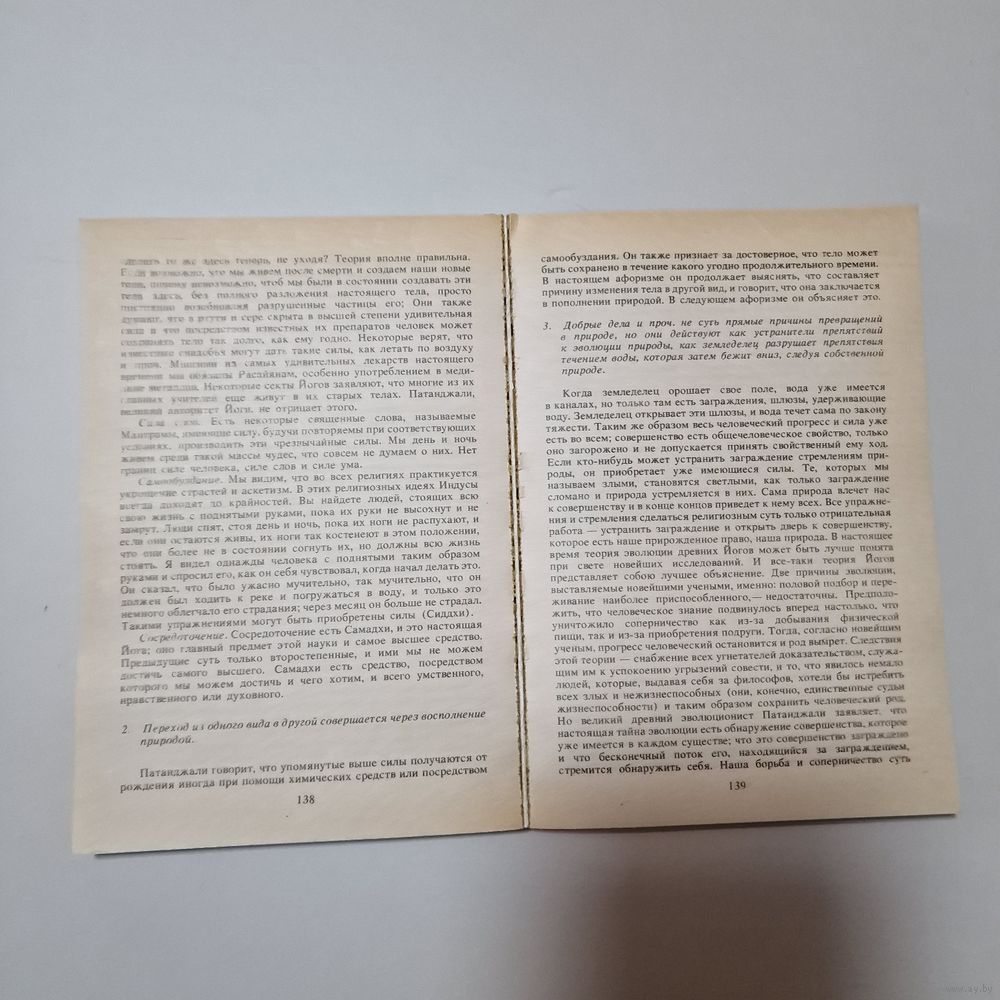 делать то же здесь теперь, не уходя? Теория вполне правильна.
Если возможно, что мы живем после смерти и создаем наши новые
тела, почему невозможно, чтоб мы были в состоянии создавать эти
тела здесь, без полного разложения настоящего тела, просто
постоянно возобновляя разрушенные частицы его; Они также
думают, что в ртути и сере скрыта в высшей степени удивительная
сила и что посредством известных их препаратов человек может
сохранять тело так долго, как ему годно. Некоторые верят, что
известные снадобья могут дать такие силы, как летать по воздуху
и проч. Многими из самых удивительных лекарств настоящего
времени мы обязаны Расайянам, особенно употреблением в меди-
цине металлов. Некоторые секты Йогов заявляют, что многие из их
главных учителей еще живут в их старых телах. Патанджали,
великий авторитет Йоги, не отрицает этого.
Сила слов. Есть некоторые священные слова, называемые
Мантрамы, имеющие силу, будучи повторяемы при соответствующих
условиях, производить эти чрезвычайные силы. Мы день и ночь
живем среди такой массы чудес, что совсем не думаем о них. Нет
границ силе человека, силе слов и силе ума.
Самообуздание. Мы видим, что во всех религиях практикуется
укрощение страстей и аскетизм. В этих религиозных идеях Индусы
всегда доходят до крайностей. Вы найдете людей, стоящих всю
свою жизнь с поднятыми руками, пока их руки не высохнут и не
замрут. Люди спят, стоя день и ночь, пока их ноги не распухают, и
если они остаются живы, их ноги так костенеют в этом положении,
что они более не в состоянии согнуть их, но должны всю жизнь
стоять. Я видел однажды человека с поднятыми таким образом
руками и спросил его, как он себя чувствовал, когда начал делать это.
Он сказал, что было ужасно мучительно, так мучительно, что он
должен был ходить к реке и погружаться в воду, и только это
немного облегчало его страдания; через месяц он больше не страдал.
Такими упражнениями могут быть приобретены силы (Сиддхи).
Сосредоточение. Сосредоточение есть Самадхи, и это настоящая
Йога; оно главный предмет этой науки и самое высшее средство.
Предыдущие суть только второстепенные, и ими мы не можем
достичь самого высшего. Самадхи есть средство, посредством
которого мы можем достичь и чего хотим, и всего умственного,
нравственного или духовного.
2. Переход из одного вида в другой совершается через восполнение
природой.
Патанджали говорит, что упомянутые выше силы получаются от
рождения иногда при помощи химических средств или посредством
138
самообуздания. Он также признает за достоверное, что тело может
быть сохранено в течение какого угодно продолжительного времени.
В настоящем афоризме он продолжает выяснять, что составляет
причину изменения тела в другой вид, и говорит, что она заключается
в пополнении природой. В следующем афоризме он объясняет это.
3. Добрые дела и проч. не суть прямые причины превращений
в природе, но они действуют как устранители препятствий
к эволюции природы, как земледелец разрушает препятствия
течением воды, которая затем бежит вниз, следуя собственной
природе.
Когда земледелец орошает свое поле, вода уже имеется
в каналах, но только там есть заграждения, шлюзы, удерживающие
воду. Земледелец открывает эти шлюзы, и вода течет сама по закону
тяжести. Таким же образом весь человеческий прогресс и сила уже
есть во всем; совершенство есть общечеловеческое свойство, только
оно загорожено и не допускается принять свойственный ему ход.
Если кто-нибудь может устранить заграждение стремлениям при-
роды, он приобретает уже имеющиеся силы. Те, которых мы
называем злыми, становятся светлыми, как только заграждение
сломано и природа устремляется в них. Сама природа влечет нас
к совершенству и в конце концов приведет к нему всех. Все упражне-
ния и стремления сделаться религиозным суть только отрицательная
работа — устранить заграждение и открыть дверь к совершенству,
которое есть наше прирожденное право, наша природа. В настоящее
время теория эволюции древних Йогов может быть лучше понята
при свете новейших исследований. И все-таки теория Йогов
представляет собою лучшее объяснение. Две причины эволюции,
выставляемые новейшими учеными, именно: половой подбор и пере-
живание наиболее приспособленного,— недостаточны. Предполо-
жить, что человеческое знание подвинулось вперед настолько, что
уничтожило соперничество как из-за добывания физической
пищи, так и из-за приобретения подруги. Тогда, согласно новейшим
ученым, прогресс человеческий остановится и род вымрет. Следствия
этой теории — снабжение всех угнетателей доказательством, служа-
щим им к успокоению угрызений совести, и то, что явилось немало
людей, которые, выдавая себя за философов, хотели бы истребить
всех злых и нежизнеспособных (они, конечно, единственные судьи
жизнеспособности) и таким образом сохранить человеческий род.
Но великий древний эволюционист Патанджали заявляет, что
настоящая тайна эволюции есть обнаружение совершенства, которое
уже имеется в каждом существе; что это совершенство заграждено
и что бесконечный поток его, находящийся за заграждением,
стремится обнаружить себя. Наша борьба и соперничество суть
139
www.ay.by